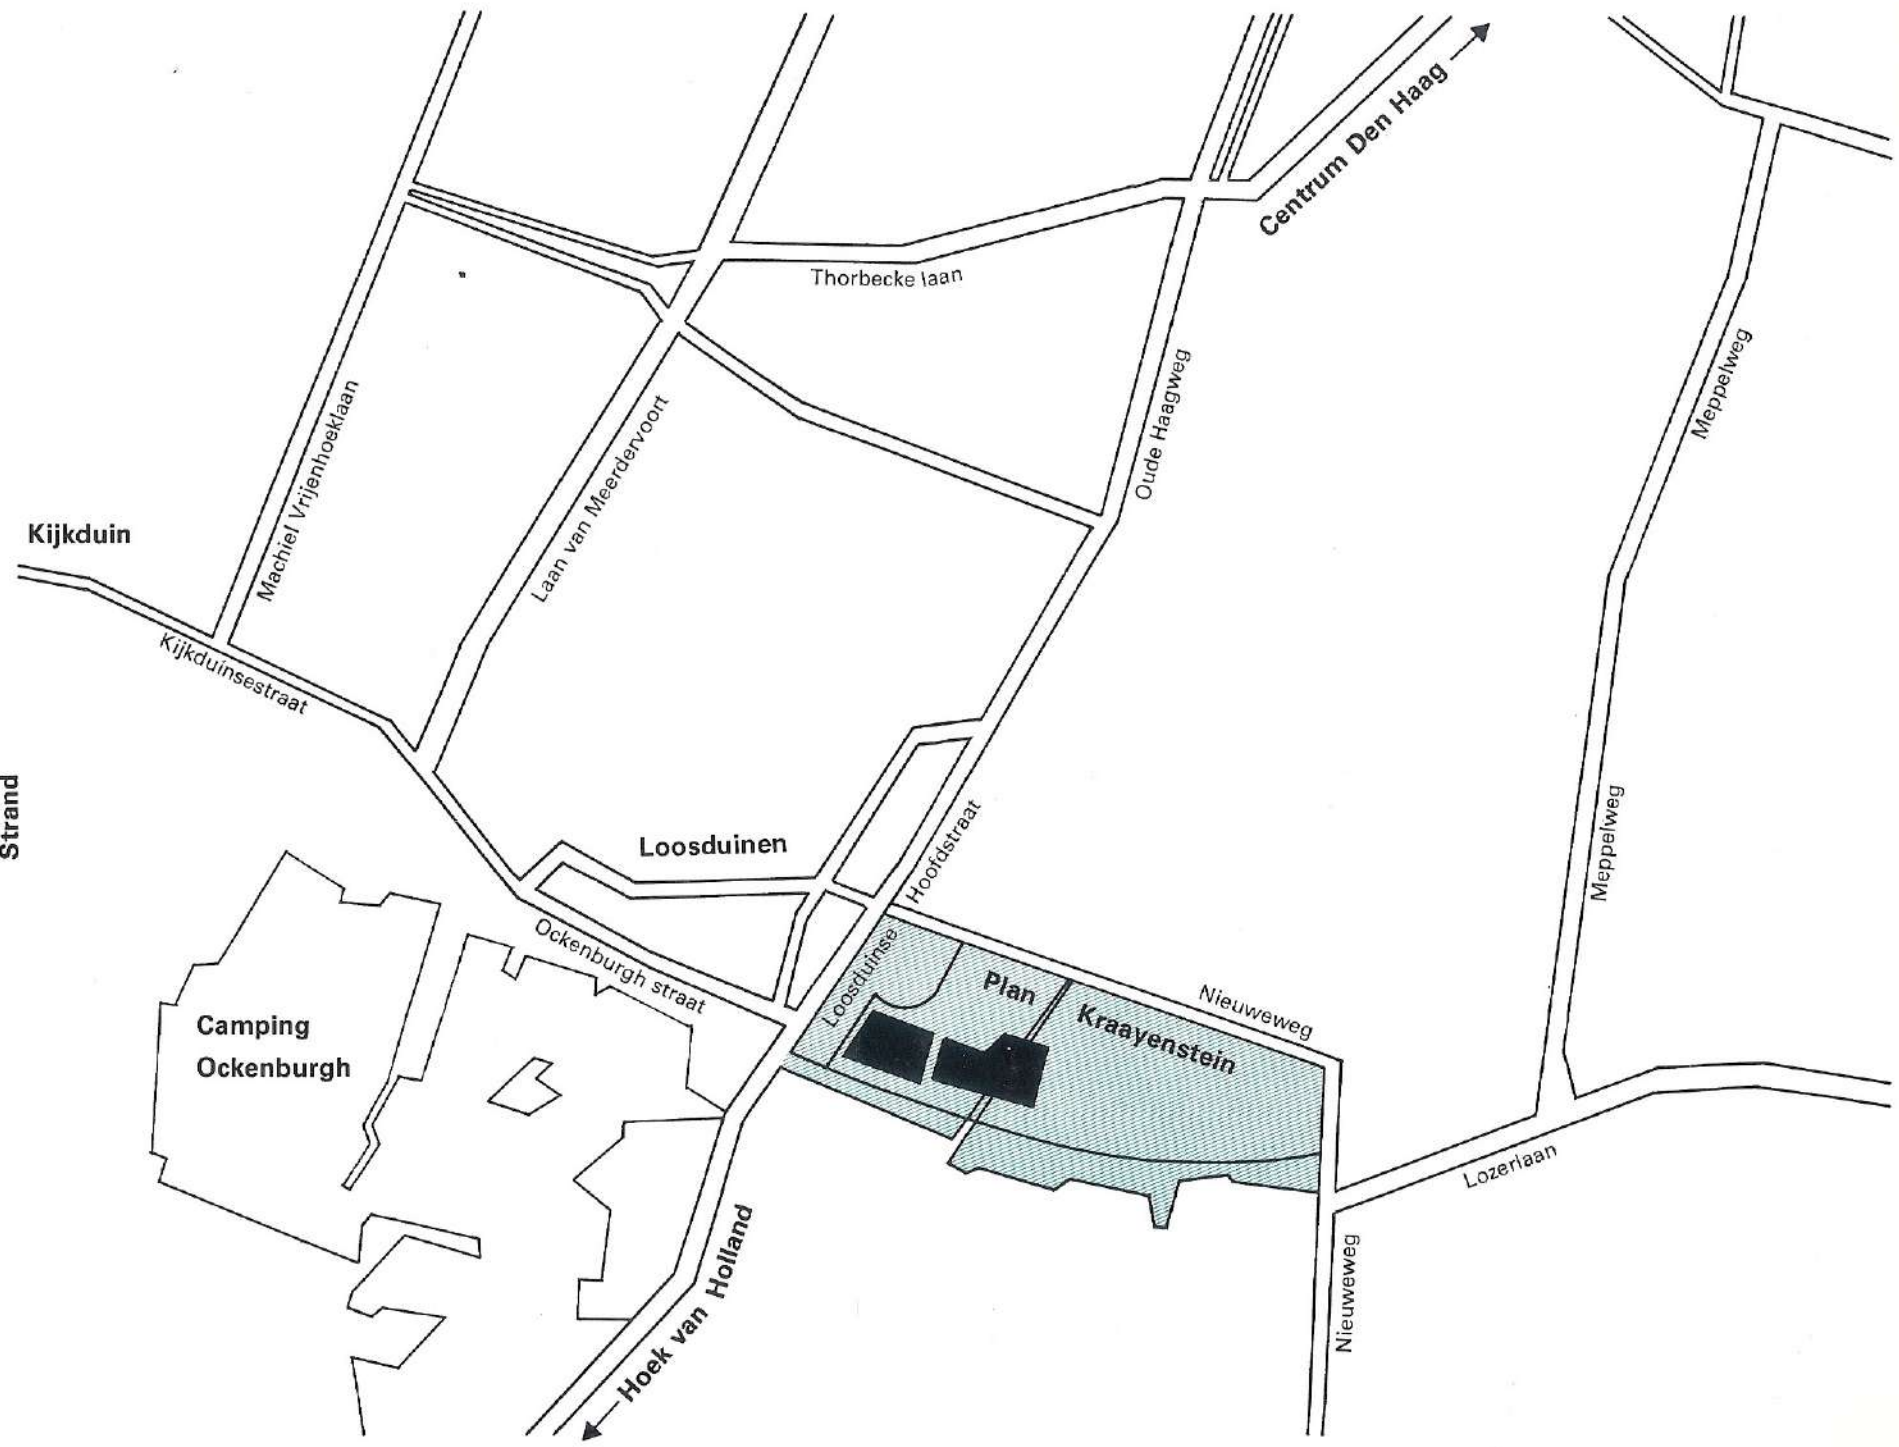 Centrum Den Haag
Thorbecke laan
Machiel Vrijenhoeklaan
Laan van Meerdervoort
Oude Haagweg
Meppelweg
Kijkduin
Kijkduinsestraat
Strand
Loosduinen
Hoofdstraat
Meppelweg
Ockenburgh straat
Loosduinse
Plan
Kraayenstein
Nieuweweg
Camping
Ockenburgh
Lozerlaan
Hoek van Holland
Nieuweweg